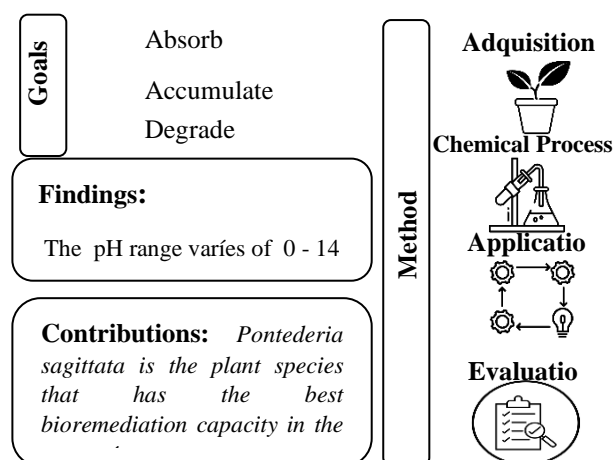 Goals
Absorb
Accumulate
Degrade
Findings:
The pH range varíes of 0 - 14
Contributions: Pontederia
sagittata is the plant species
that has the best
bioremediation capacity in the
Method
Adquisition
Chemical Process
Applicatio
Evaluatio